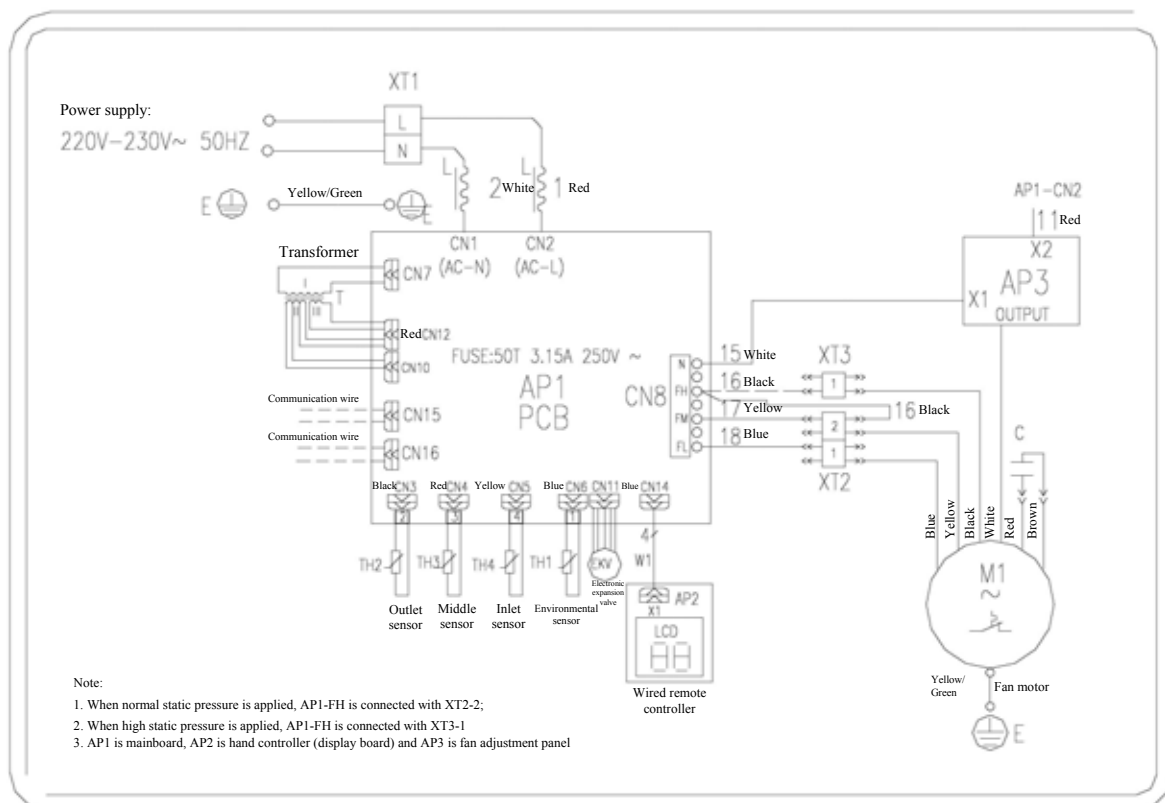 XT1
Power supply:
220V-230V~ 50HZ
L
N
L
L
2 White
1 Red
Yellow/Green
E
E
AP1-CN2
11 Red
X2
AP3
X1
OUTPUT
Transformer
CN1
(AC-N)
CN2
(AC-L)
CN7
I
T
II
III
Red CN12
CN10
FUSE:50T 3.15A 250V ~
AP1
PCB
CN8
N
FH
FM
FL
15 White
16 Black
17 Yellow
18 Blue
XT3
1
2
1
XT2
16 Black
Communication wire
CN15
Communication wire
CN16
C
Black CN3
Red CN4
Yellow CN5
Blue CN6
CN11
Blue CN14
2
3
4
1
4
W1
TH2
TH3
TH4
TH1
EKV
Electronic
expansion
valve
Outlet
sensor
Middle
sensor
Inlet
sensor
Environmental
sensor
AP2
X1
LCD
Wired remote
controller
Blue
Yellow
Black
White
Red
Brown
M1
~
Yellow/
Green
Fan motor
E
Note:
1. When normal static pressure is applied, AP1-FH is connected with XT2-2;
2. When high static pressure is applied, AP1-FH is connected with XT3-1
3. AP1 is mainboard, AP2 is hand controller (display board) and AP3 is fan adjustment panel